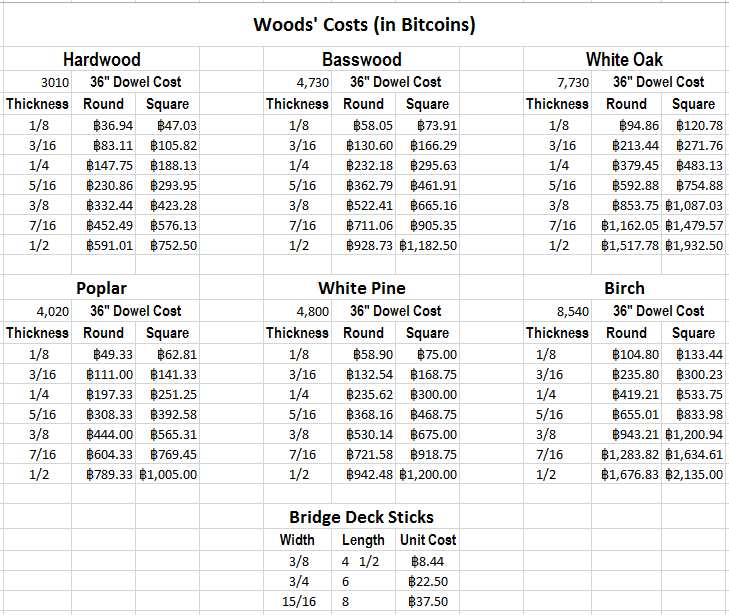 Woods' Costs (in Bitcoins)
Hardwood Basswood White Oak
3010 36" Dowel Cost 4,730 36" Dowel Cost 7,730 36" Dowel Cost
Thickness Round Square Thickness Round Square Thickness Round Square
1/8 ฿36.94 ฿47.03 1/8 ฿58.05 ฿73.91 1/8 ฿94.86 ฿120.78
3/16 ฿83.11 ฿105.82 3/16 ฿130.60 ฿166.29 3/16 ฿213.44 ฿271.76
1/4 ฿147.75 ฿188.13 1/4 ฿232.18 ฿295.63 1/4 ฿379.45 ฿483.13
5/16 ฿230.86 ฿293.95 5/16 ฿362.79 ฿461.91 5/16 ฿592.88 ฿754.88
3/8 ฿332.44 ฿423.28 3/8 ฿522.41 ฿665.16 3/8 ฿853.75 ฿1,087.03
7/16 ฿452.49 ฿576.13 7/16 ฿711.06 ฿905.35 7/16 ฿1,162.05 ฿1,479.57
1/2 ฿591.01 ฿752.50 1/2 ฿928.73 ฿1,182.50 1/2 ฿1,517.78 ฿1,932.50
Poplar White Pine Birch
4,020 36" Dowel Cost 4,800 36" Dowel Cost 8,540 36" Dowel Cost
Thickness Round Square Thickness Round Square Thickness Round Square
1/8 ฿49.33 ฿62.81 1/8 ฿58.90 ฿75.00 1/8 ฿104.80 ฿133.44
3/16 ฿111.00 ฿141.33 3/16 ฿132.54 ฿168.75 3/16 ฿235.80 ฿300.23
1/4 ฿197.33 ฿251.25 1/4 ฿235.62 ฿300.00 1/4 ฿419.21 ฿533.75
5/16 ฿308.33 ฿392.58 5/16 ฿368.16 ฿468.75 5/16 ฿655.01 ฿833.98
3/8 ฿444.00 ฿565.31 3/8 ฿530.14 ฿675.00 3/8 ฿943.21 ฿1,200.94
7/16 ฿604.33 ฿769.45 7/16 ฿721.58 ฿918.75 7/16 ฿1,283.82 ฿1,634.61
1/2 ฿789.33 ฿1,005.00 1/2 ฿942.48 ฿1,200.00 1/2 ฿1,676.83 ฿2,135.00
Bridge Deck Sticks
Width Length Unit Cost
3/8 4 1/2 ฿8.44
3/4 6 ฿22.50
15/16 8 ฿37.50